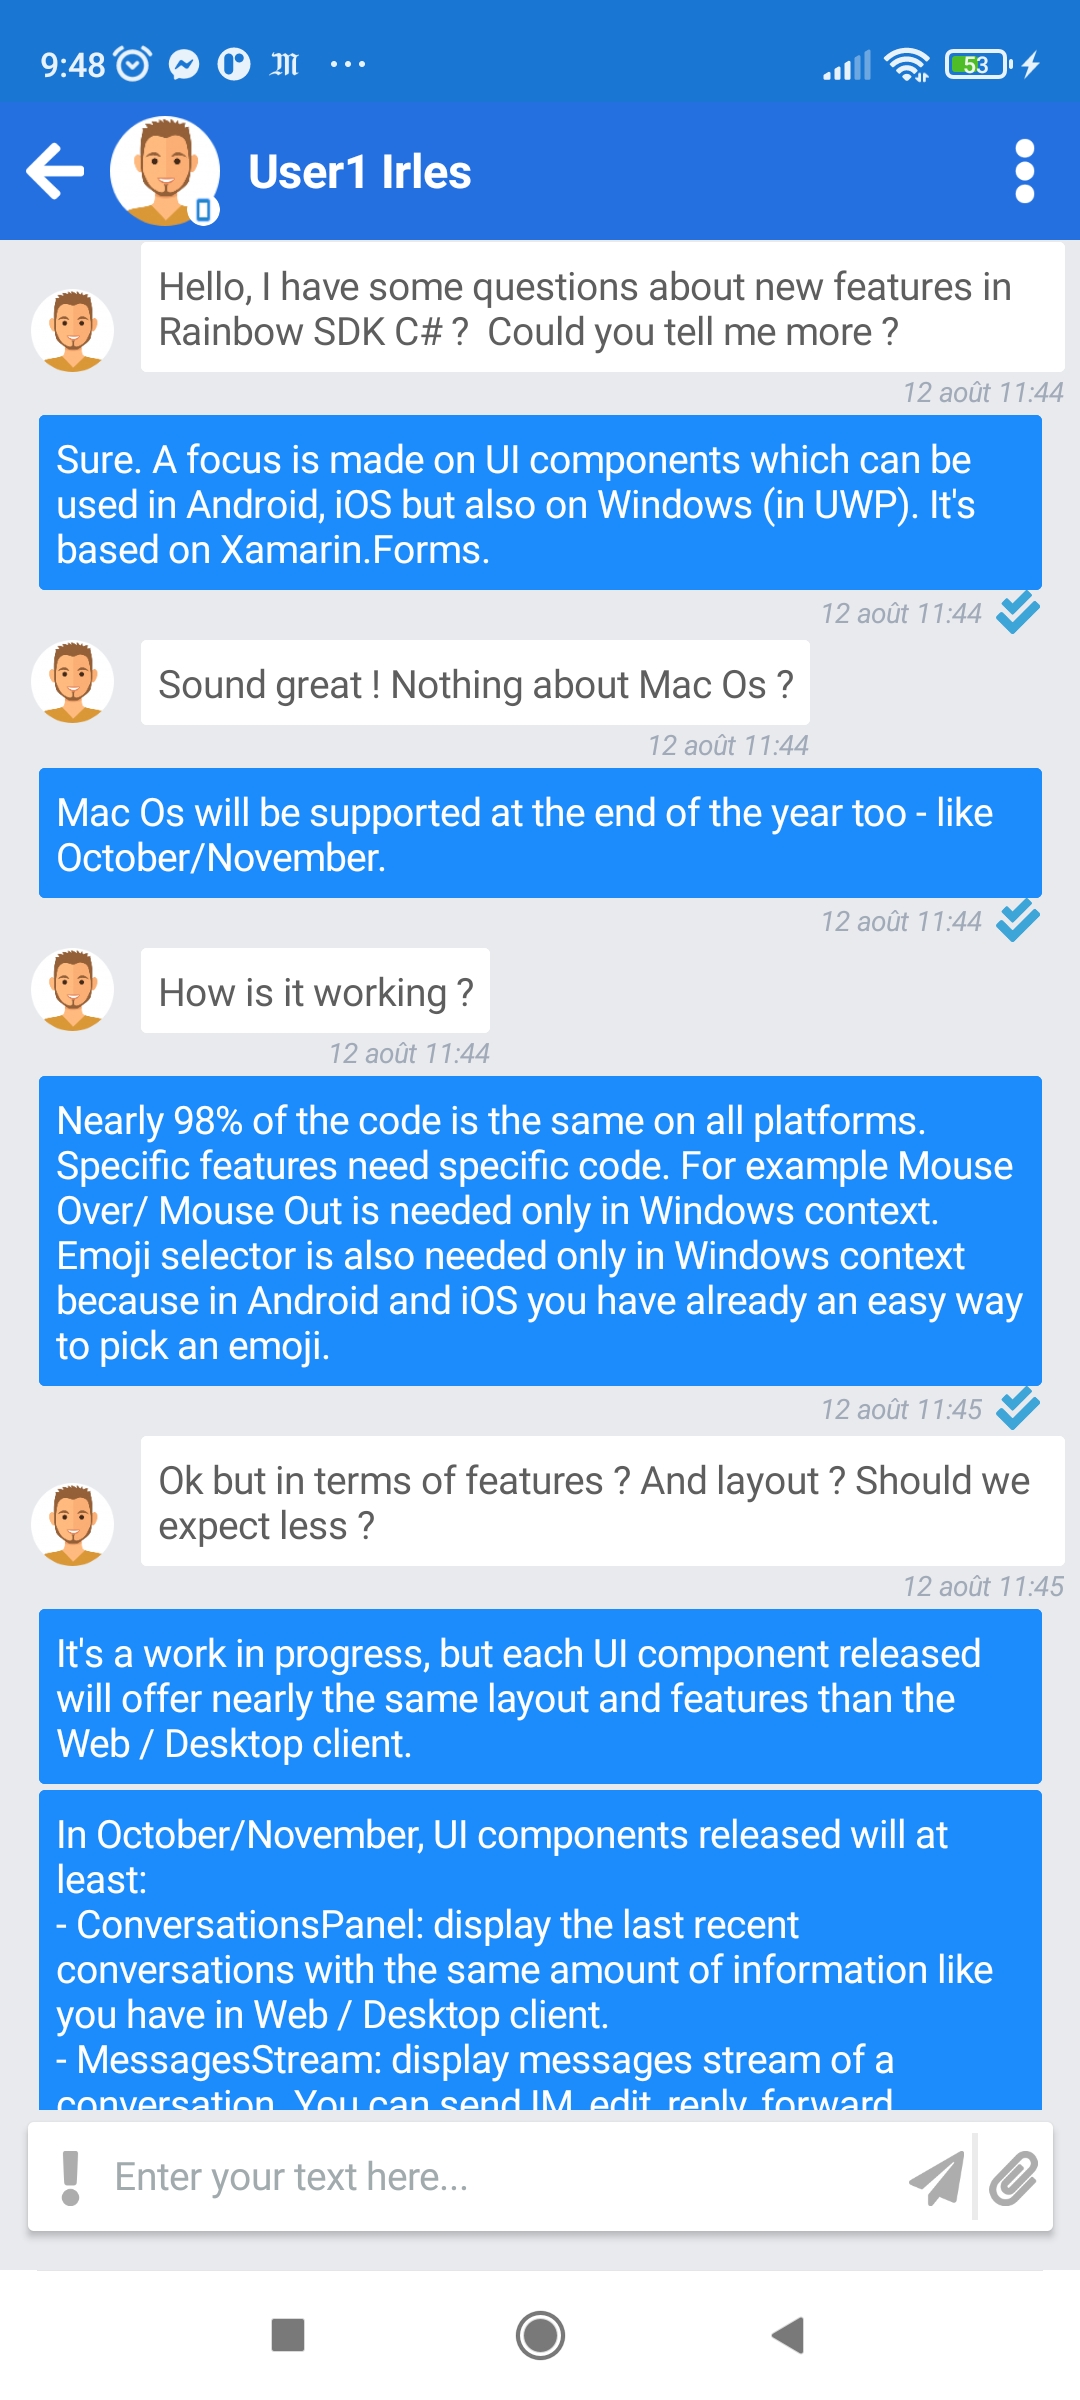 9:48
53
User1 Irles
Hello, I have some questions about new features in
Rainbow SDK C# ?  Could you tell me more ?
12 août 11:44
Sure. A focus is made on UI components which can be
used in Android, iOS but also on Windows (in UWP). It's
based on Xamarin.Forms.
12 août 11:44
Sound great ! Nothing about Mac Os ?
12 août 11:44
Mac Os will be supported at the end of the year too - like
October/November.
12 août 11:44
How is it working ?
12 août 11:44
Nearly 98% of the code is the same on all platforms.
Specific features need specific code. For example Mouse
Over/ Mouse Out is needed only in Windows context.
Emoji selector is also needed only in Windows context
because in Android and iOS you have already an easy way
to pick an emoji.
12 août 11:45
Ok but in terms of features ? And layout ? Should we
expect less ?
12 août 11:45
It's a work in progress, but each UI component released
will offer nearly the same layout and features than the
Web / Desktop client.
In October/November, UI components released will at
least:
- ConversationsPanel: display the last recent
conversations with the same amount of information like
you have in Web / Desktop client.
- MessagesStream: display messages stream of a
conversation. You can send IM, edit, reply, forward
Enter your text here...